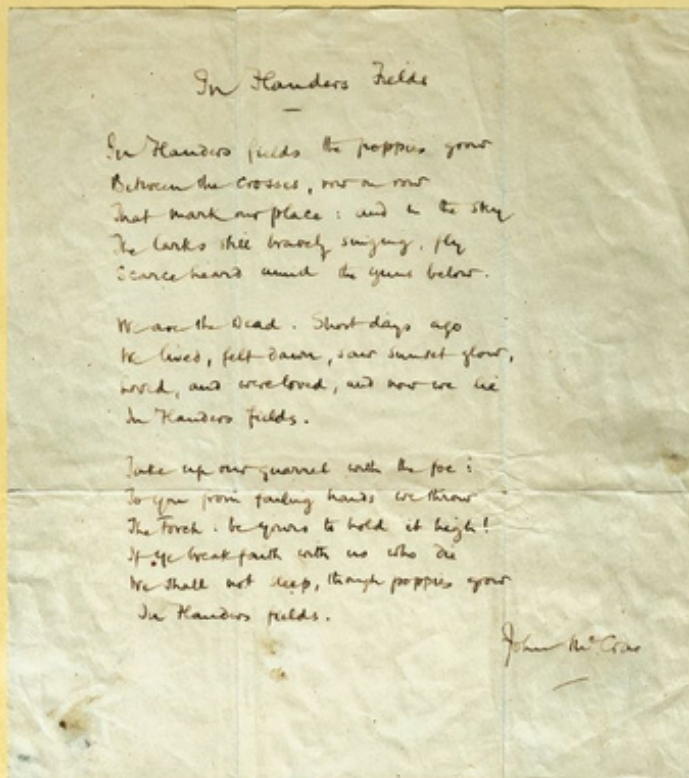 In Flanders Fields
In Flanders fields the poppies grow
Between the crosses, row on row
That mark our place : and in the sky
The larks still bravely singing, fly
Scarce heard amid the guns below.
We are the Dead. Short days ago
We lived, felt dawn, saw sunset glow,
Loved, and were loved, and now we lie
In Flanders fields.
Take up our quarrel with the foe :
To you from failing hands we throw
The Torch : be yours to hold it high!
If ye break faith with us who die
We shall not sleep, though poppies grow
In Flanders fields.
John McCrae